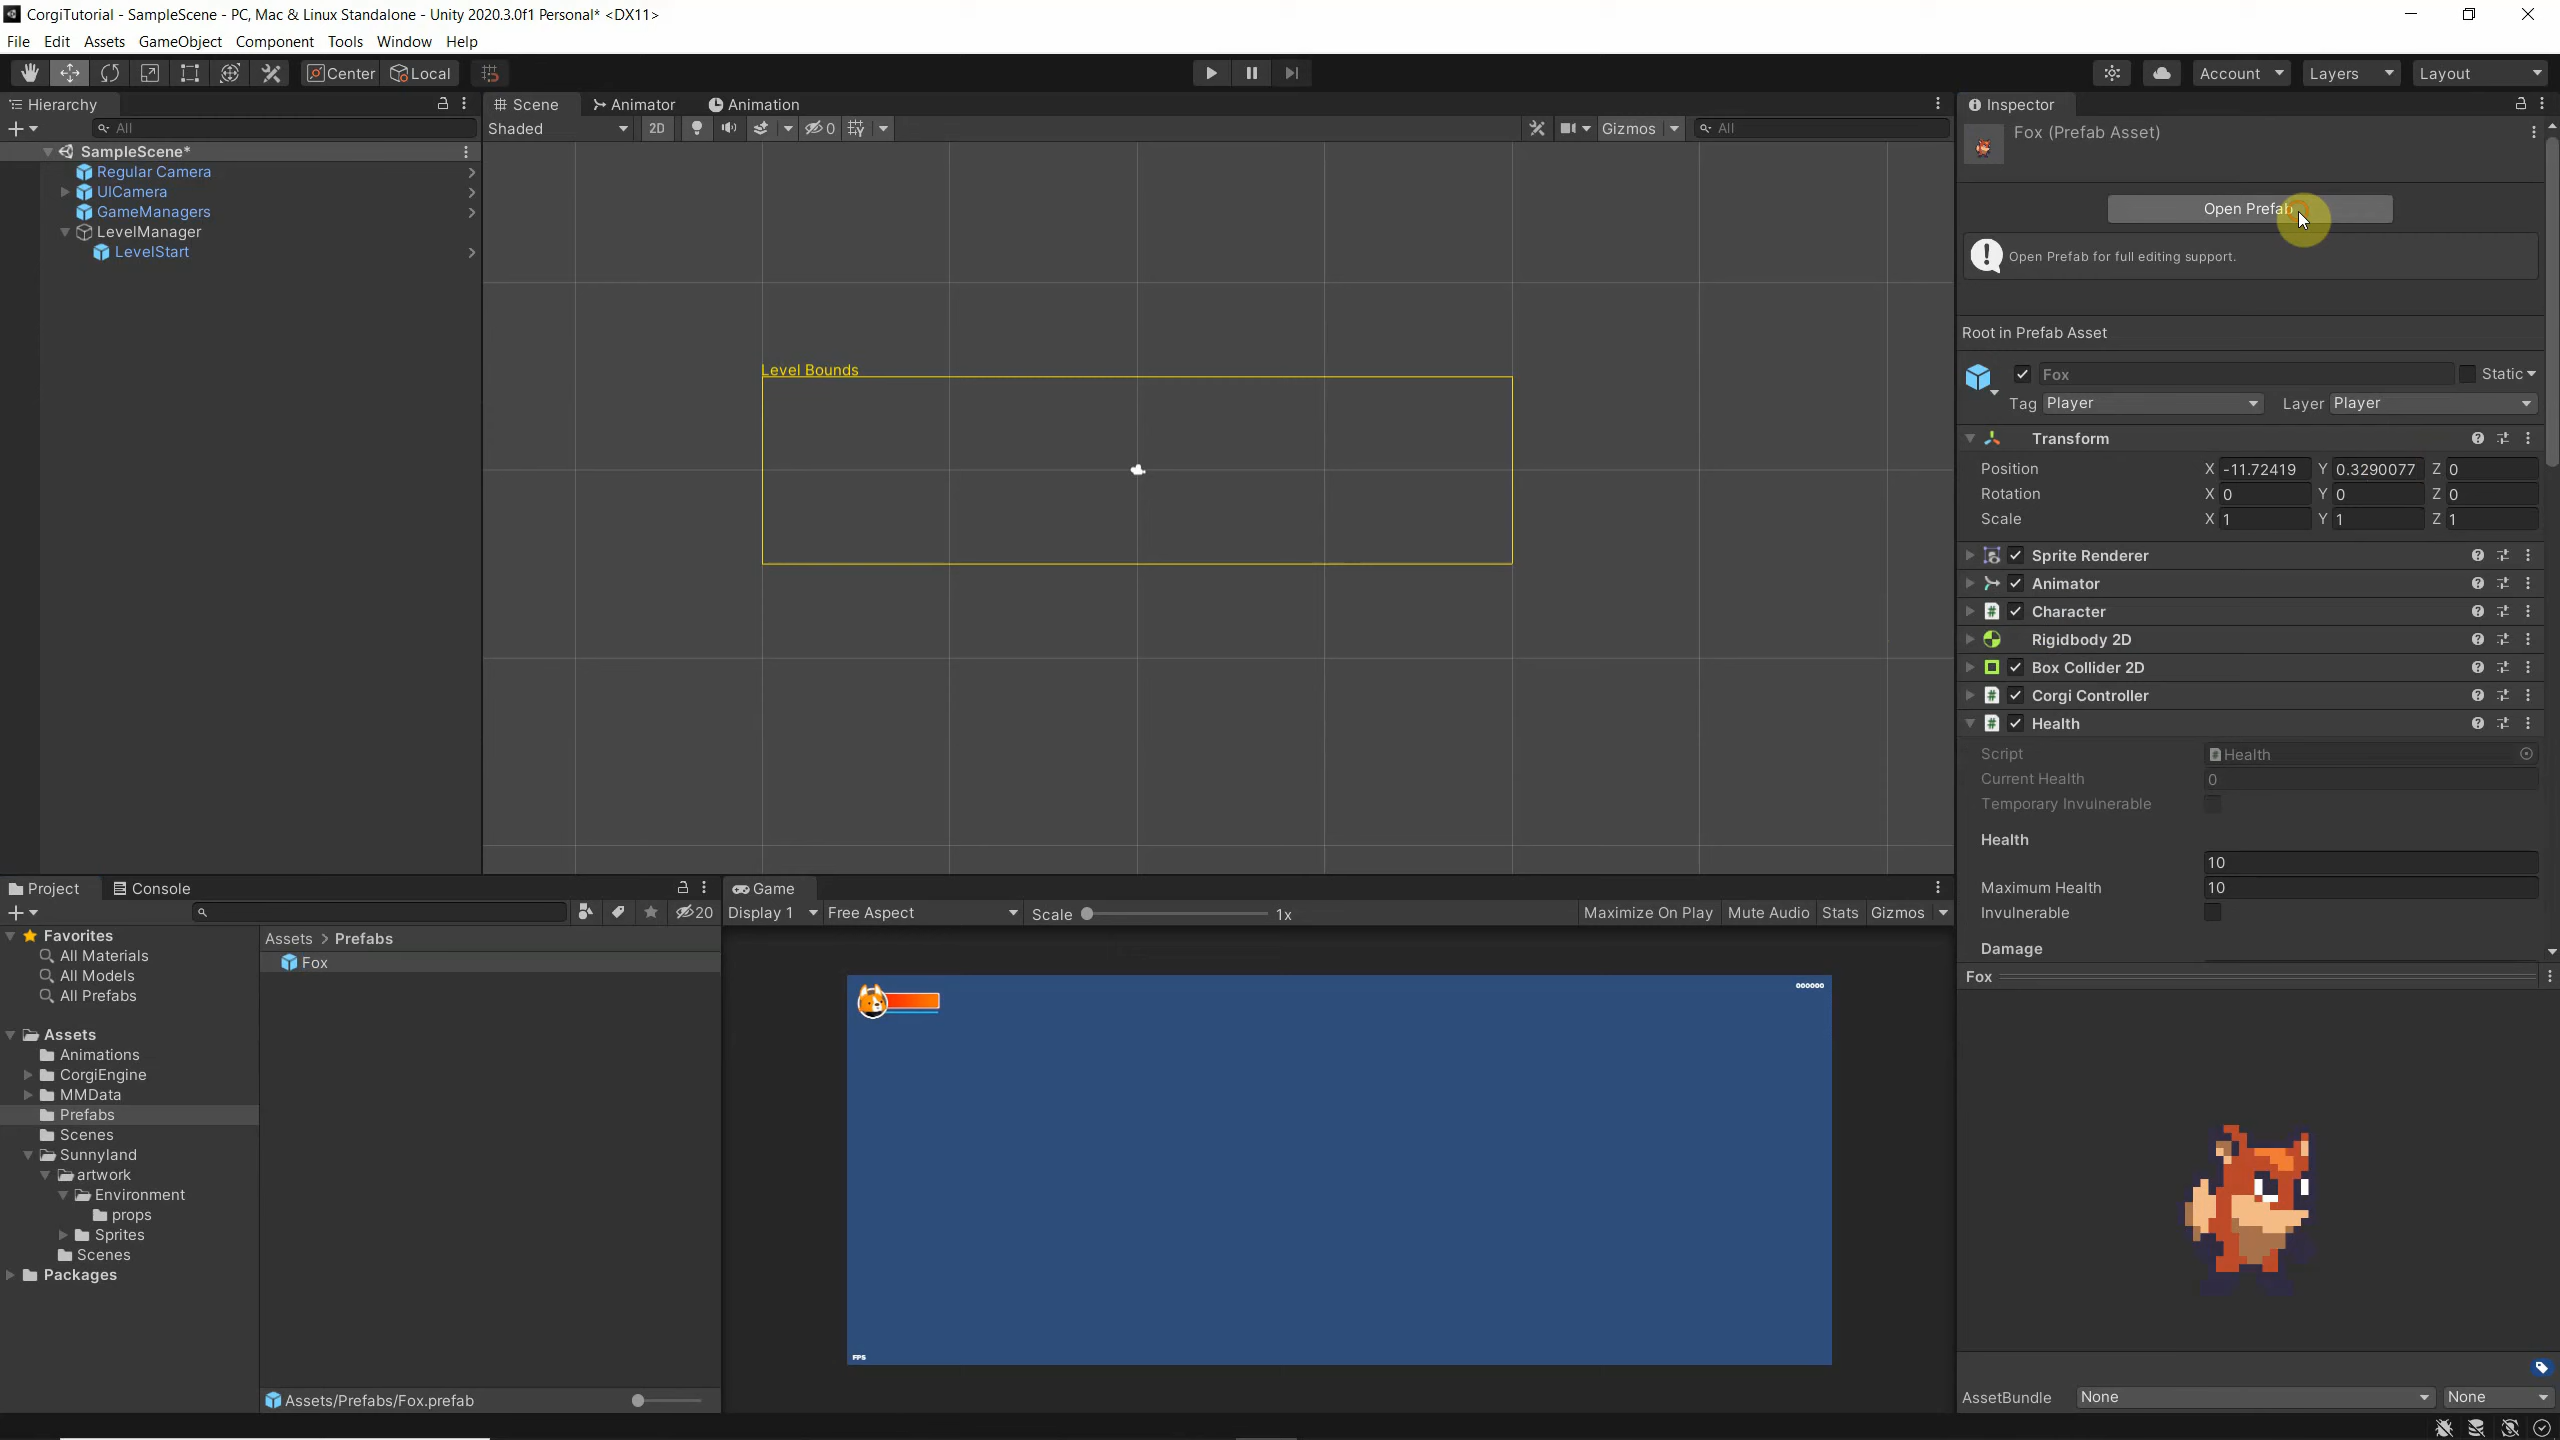 CorgiTutorial - SampleScene - PC, Mac & Linux Standalone - Unity 2020.3.0f1 Personal* <DX11>
File Edit Assets GameObject Component Tools Window Help
Center Local
Account Layers Layout
Hierarchy
All
SampleScene*
Regular Camera
UICamera
GameManagers
LevelManager
LevelStart
Scene Animator Animation
Shaded 2D 0 Gizmos All
Level Bounds
Inspector
Fox (Prefab Asset)
Open Prefab
Open Prefab for full editing support.
Root in Prefab Asset
Fox Static
Tag Player Layer Player
Transform
Position X -11.72419 Y 0.3290077 Z 0
Rotation X 0 Y 0 Z 0
Scale X 1 Y 1 Z 1
Sprite Renderer
Animator
Character
Rigidbody 2D
Box Collider 2D
Corgi Controller
Health
Script Health
Current Health 0
Temporary Invulnerable
Health
10
Maximum Health 10
Invulnerable
Damage
Fox
AssetBundle None None
Project Console
20
Favorites
All Materials
All Models
All Prefabs
Assets
Animations
CorgiEngine
MMData
Prefabs
Scenes
Sunnyland
artwork
Environment
props
Sprites
Scenes
Packages
Assets > Prefabs
Fox
Assets/Prefabs/Fox.prefab
Game
Display 1 Free Aspect Scale 1x Maximize On Play Mute Audio Stats Gizmos
000000
FPS